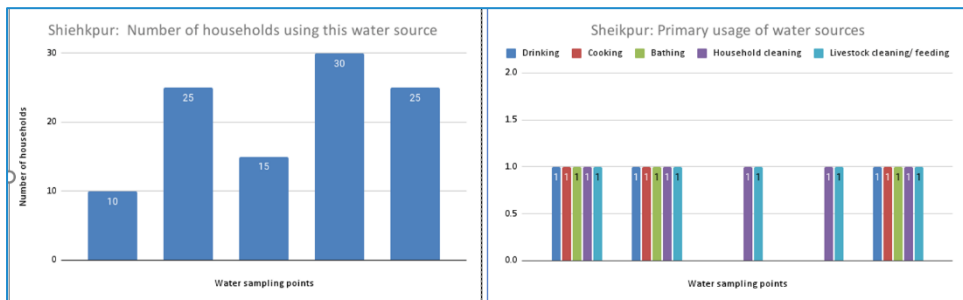 Shiehkpur: Number of households using this water source
Number of households
30
20
10
0
10
25
15
30
25
Water sampling points
Sheikpur: Primary usage of water sources
Drinking Cooking Bathing Household cleaning Livestock cleaning/ feeding
2.0
1.5
1.0
0.5
0.0
1 1 1 1 1 1 1 1 1 1 1 1 1 1 1 1 1 1 1
Water sampling points